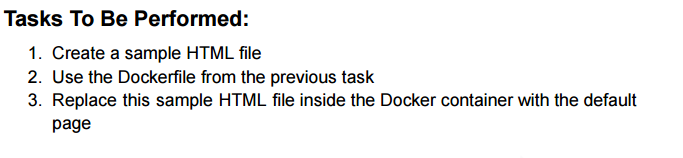 Tasks To Be Performed:
1. Create a sample HTML file
2. Use the Dockerfile from the previous task
3. Replace this sample HTML file inside the Docker container with the default
page